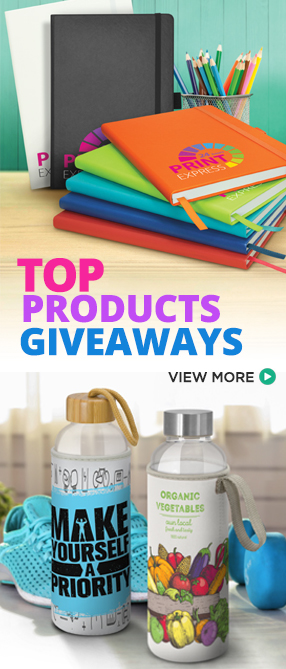 PRINT
EXPRESS
PRINT
EXPRESS
TOP
PRODUCTS
GIVEAWAYS
VIEW MORE
MAKE
YOURSELF
A
PRIORITY
ORGANIC
VEGETABLES